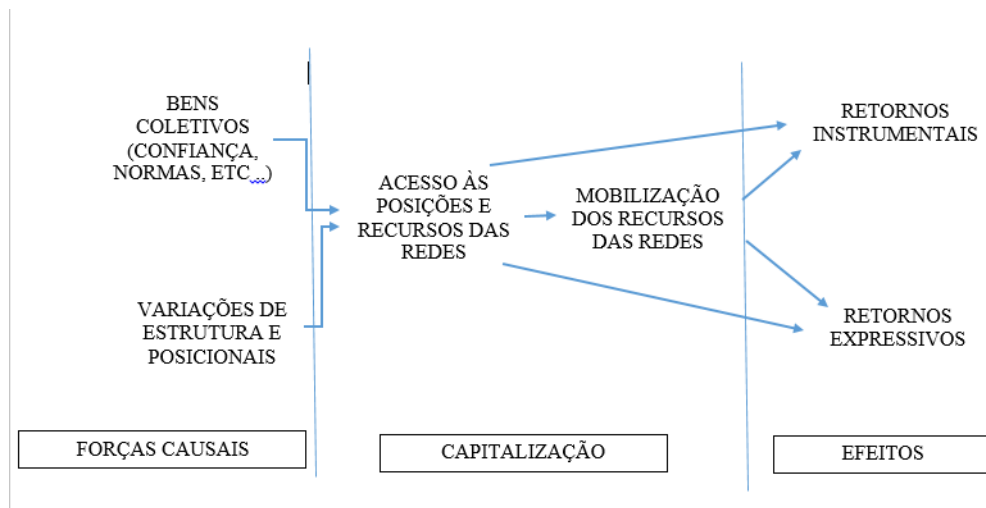 BENS
COLETIVOS
(CONFIANÇA,
NORMAS, ETC...)
VARIAÇÕES DE
ESTRUTURA E
POSICIONAIS
ACESSO ÀS
POSIÇÕES E
RECURSOS DAS
REDES
MOBILIZAÇÃO
DOS RECURSOS
DAS REDES
RETORNOS
INSTRUMENTAIS
RETORNOS
EXPRESSIVOS
FORÇAS CAUSAIS
CAPITALIZAÇÃO
EFEITOS